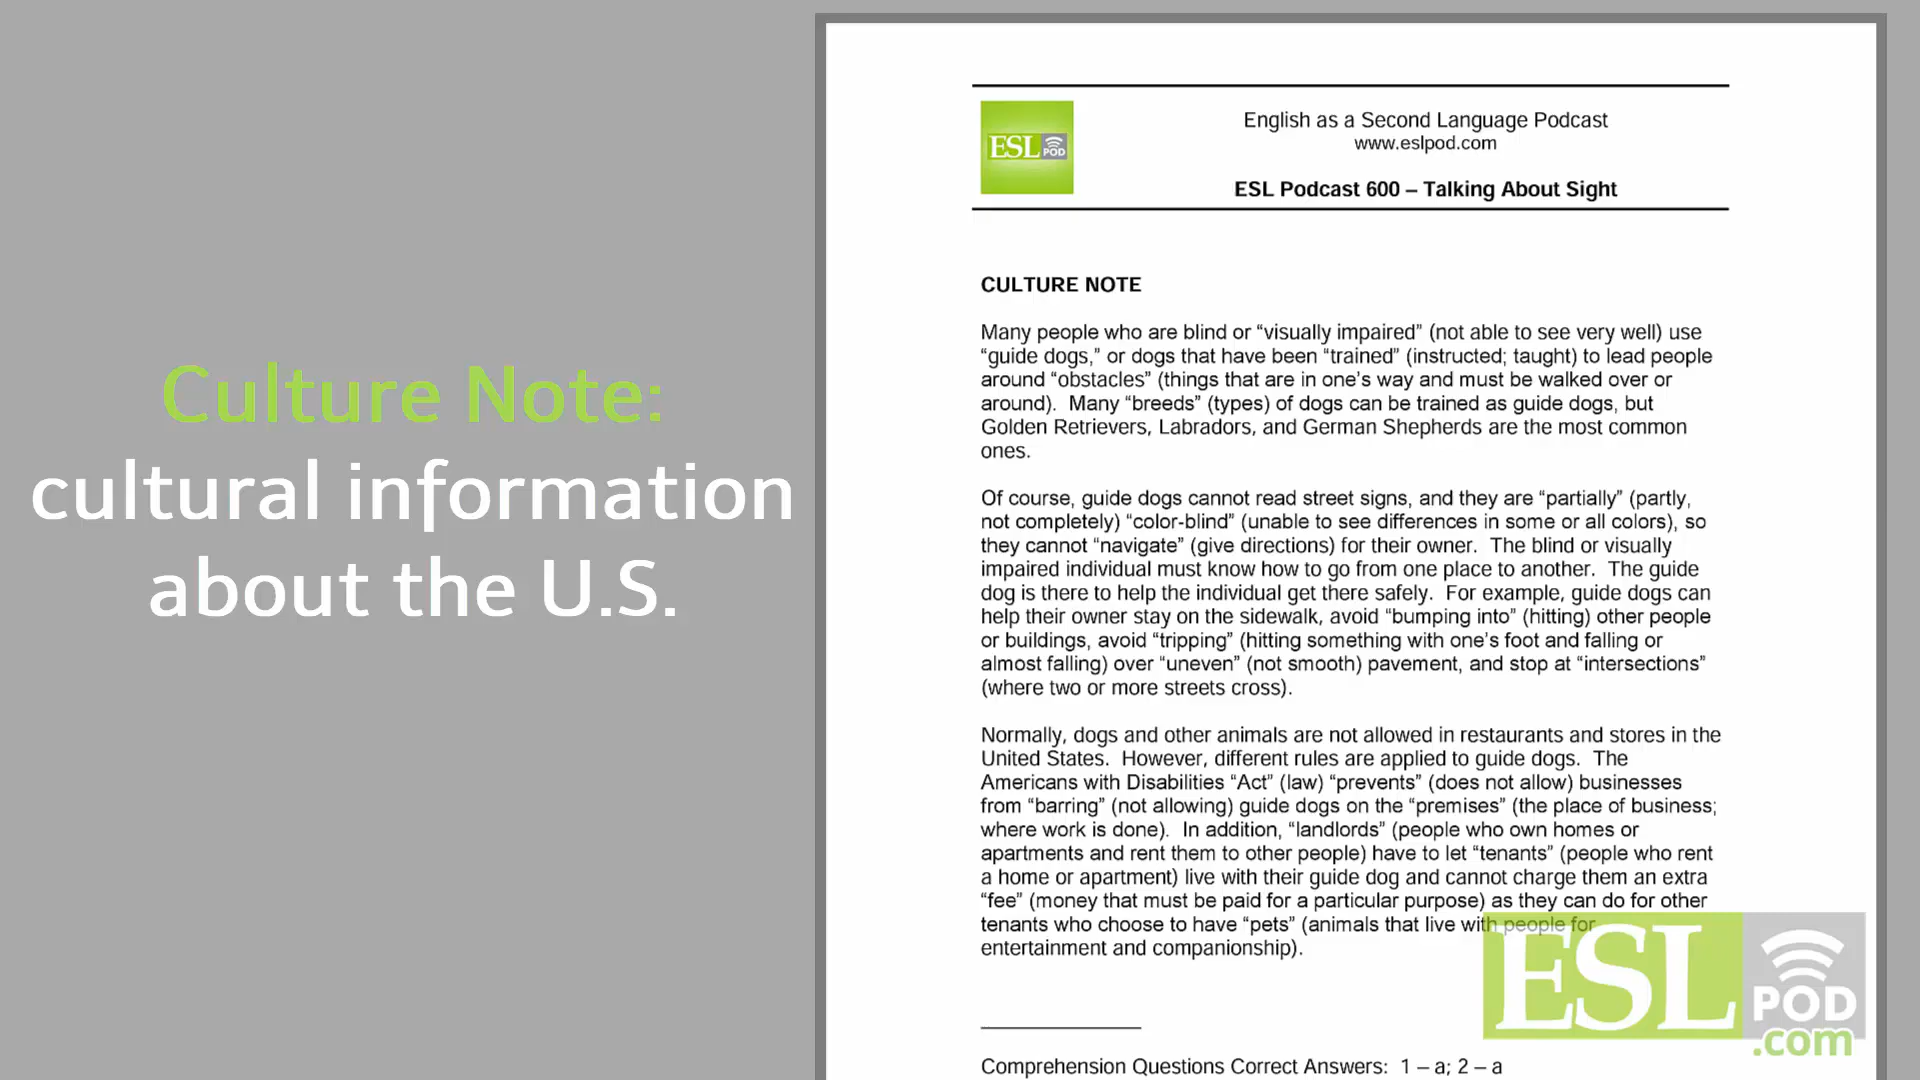 Culture Note:
cultural information
about the U.S.
ESL POD
English as a Second Language Podcast
www.eslpod.com
ESL Podcast 600 – Talking About Sight
CULTURE NOTE
Many people who are blind or “visually impaired” (not able to see very well) use
“guide dogs,” or dogs that have been “trained” (instructed; taught) to lead people
around “obstacles” (things that are in one’s way and must be walked over or
around).  Many “breeds” (types) of dogs can be trained as guide dogs, but
Golden Retrievers, Labradors, and German Shepherds are the most common
ones.
Of course, guide dogs cannot read street signs, and they are “partially” (partly,
not completely) “color-blind” (unable to see differences in some or all colors), so
they cannot “navigate” (give directions) for their owner.  The blind or visually
impaired individual must know how to go from one place to another.  The guide
dog is there to help the individual get there safely.  For example, guide dogs can
help their owner stay on the sidewalk, avoid “bumping into” (hitting) other people
or buildings, avoid “tripping” (hitting something with one’s foot and falling or
almost falling) over “uneven” (not smooth) pavement, and stop at “intersections”
(where two or more streets cross).
Normally, dogs and other animals are not allowed in restaurants and stores in the
United States.  However, different rules are applied to guide dogs.  The
Americans with Disabilities “Act” (law) “prevents” (does not allow) businesses
from “barring” (not allowing) guide dogs on the “premises” (the place of business;
where work is done).  In addition, “landlords” (people who own homes or
apartments and rent them to other people) have to let “tenants” (people who rent
a home or apartment) live with their guide dog and cannot charge them an extra
“fee” (money that must be paid for a particular purpose) as they can do for other
tenants who choose to have “pets” (animals that live with people for
entertainment and companionship).
ESL POD
.com
Comprehension Questions Correct Answers:  1 – a; 2 – a